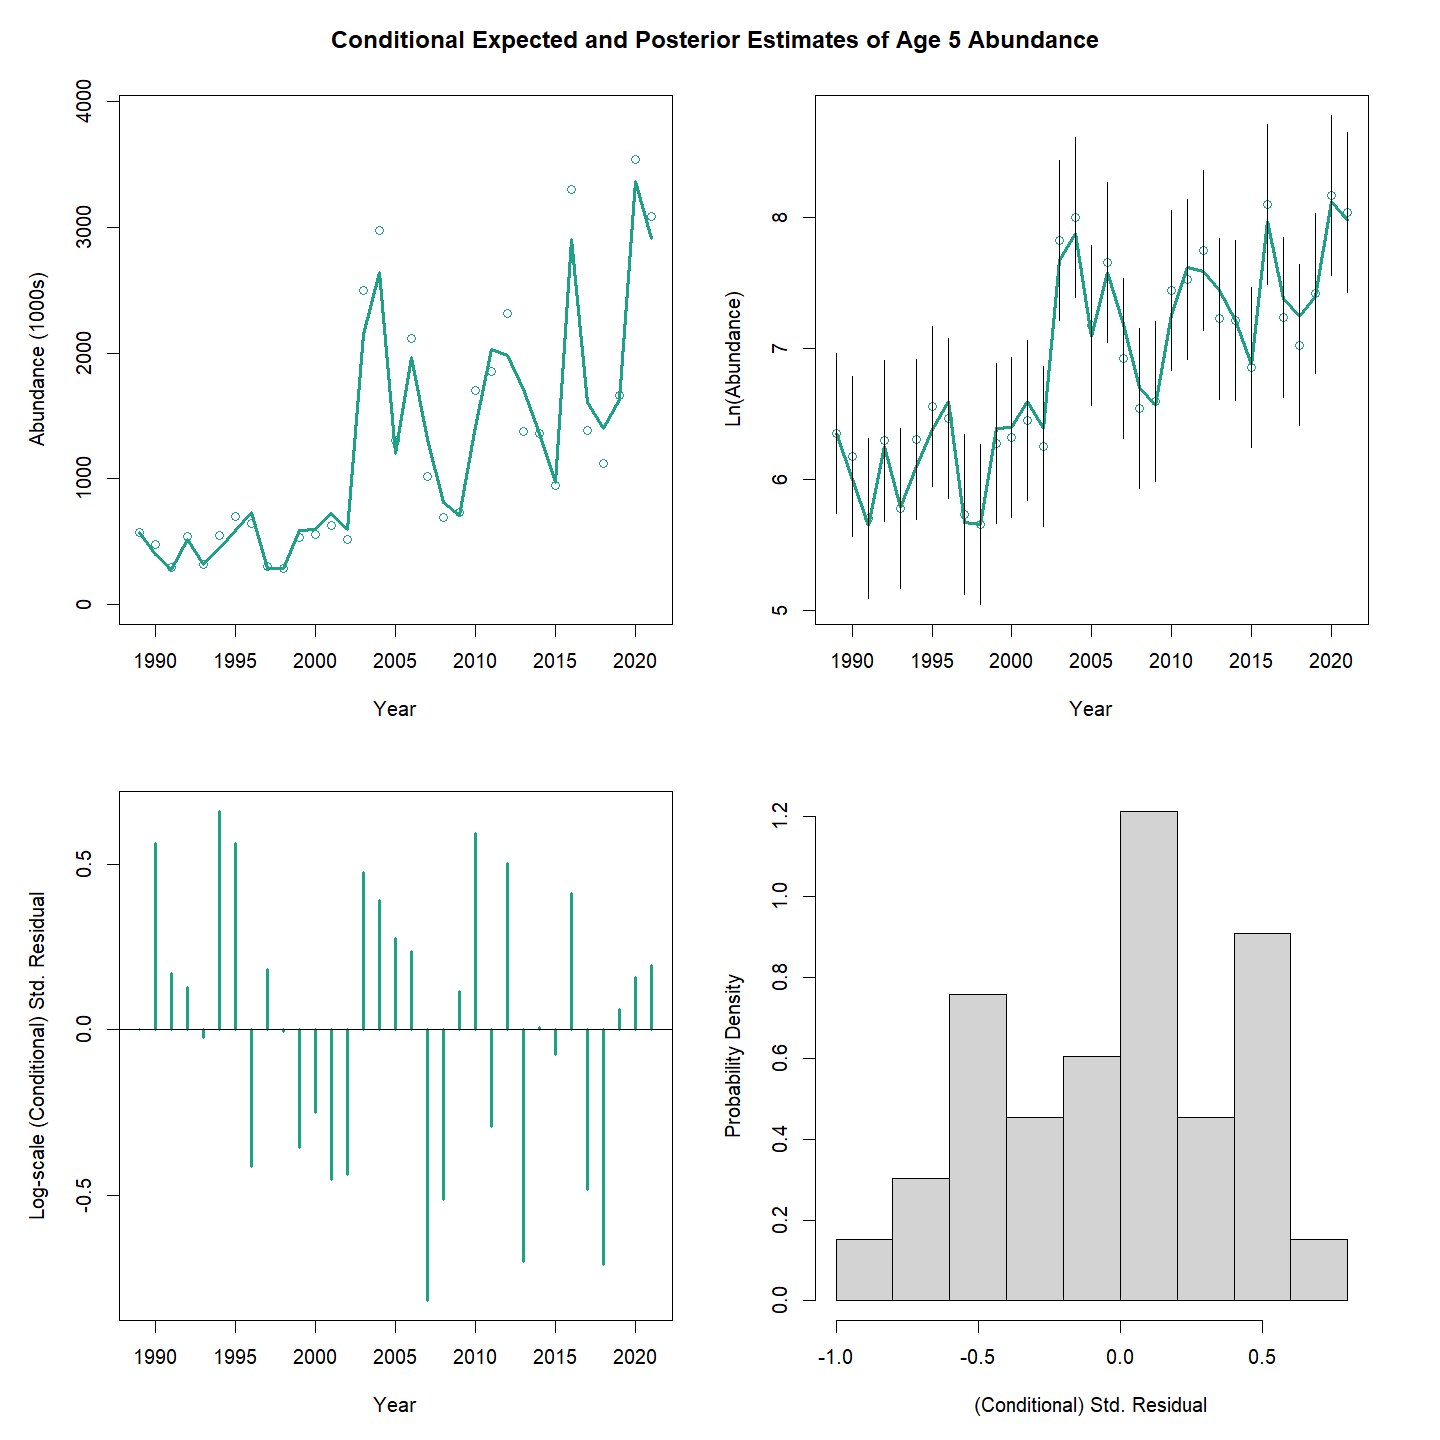 Conditional Expected and Posterior Estimates of Age 5 Abundance
Abundance (1000s)
4000
3000
2000
1000
0
1990 1995 2000 2005 2010 2015 2020
Year
Ln(Abundance)
8
7
6
5
1990 1995 2000 2005 2010 2015 2020
Year
Log-scale (Conditional) Std. Residual
0.5
0.0
-0.5
1990 1995 2000 2005 2010 2015 2020
Year
Probability Density
1.2
1.0
0.8
0.6
0.4
0.2
0.0
-1.0 -0.5 0.0 0.5
(Conditional) Std. Residual